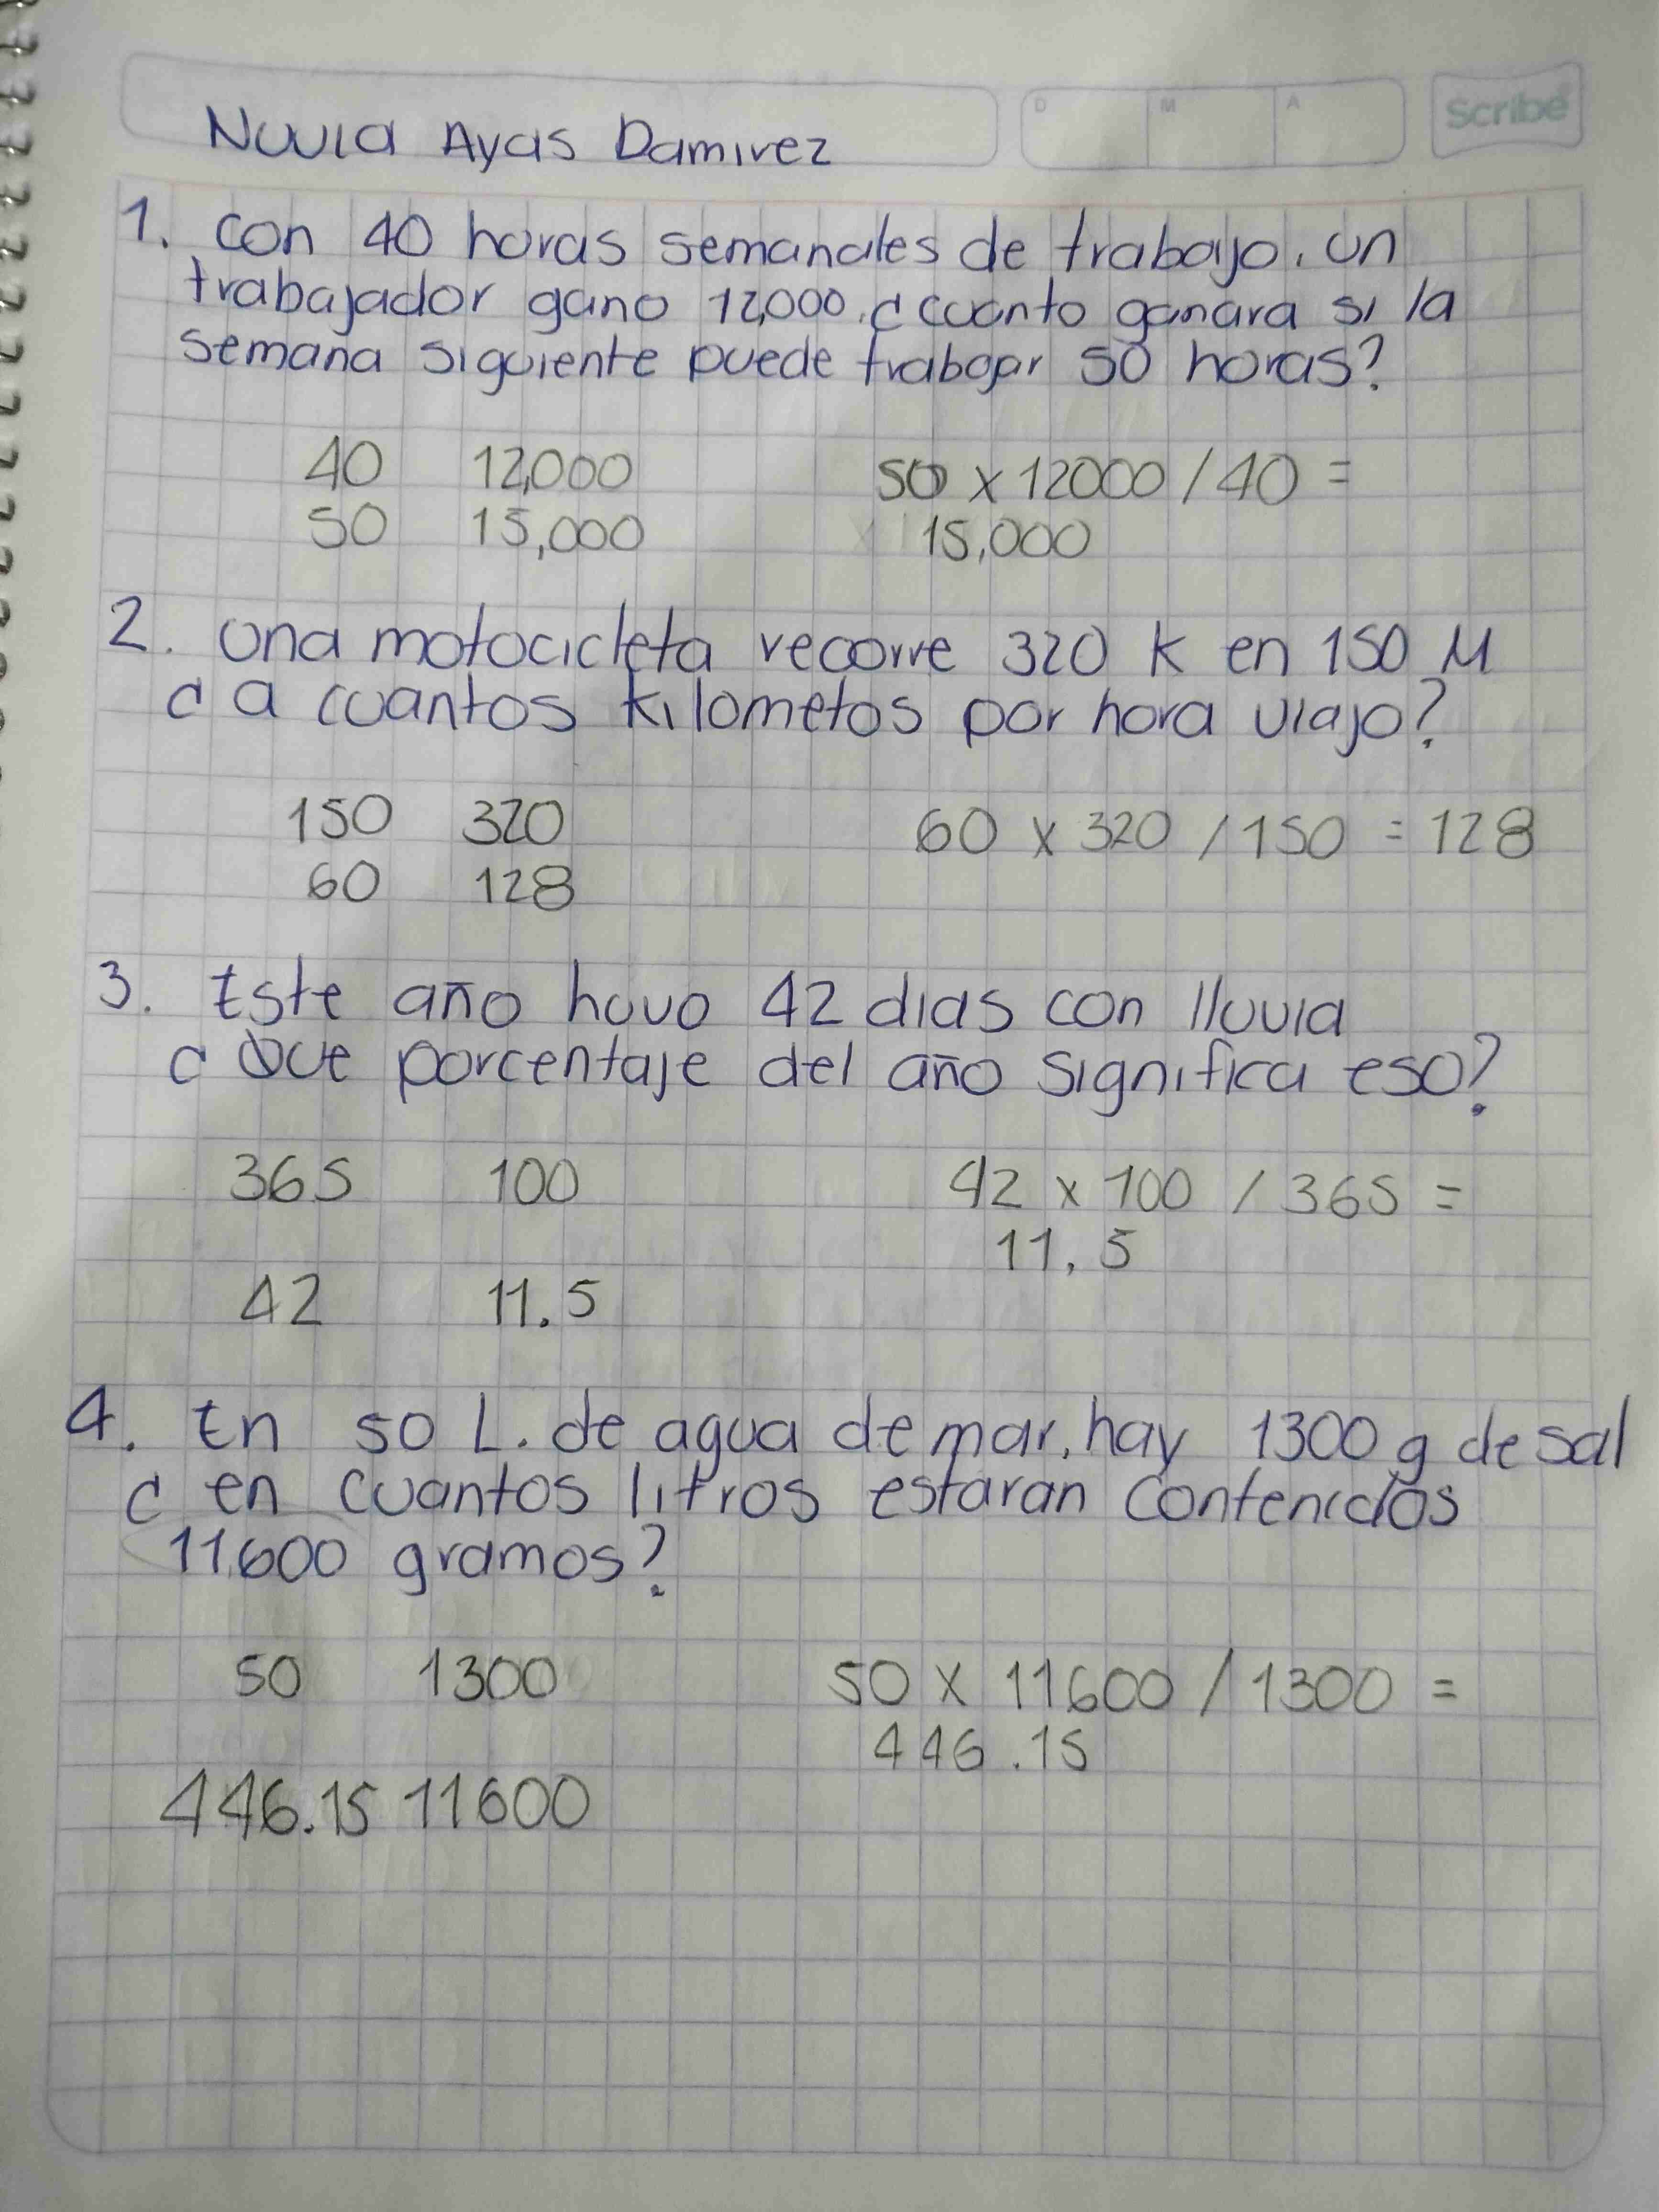 D M A Scribe
Nuvia Ayas Damirez
1. Con 40 horas semanales de trabajo, un
trabajador gano 12,000, ¿cuanto ganara si la
semana siguiente puede trabajar 50 horas?
40 12,000 50 x 12000 / 40 =
50 15,000 15,000
2. Una motocicleta recorre 320 K en 150 M
¿ a cuantos kilometos por hora viajo?
150 320 60 x 320 / 150 = 128
60 128
3. Este año huvo 42 dias con lluvia
¿ Que porcentaje del año significa eso?
365 100 42 x 100 / 365 =
11.5
42 11.5
4. En 50 L. de agua de mar, hay 1300 g de sal
¿ en cuantos litros estaran contenidos
11,600 gramos?
50 1300 50 x 11600 / 1300 =
446.15
446.15 11600